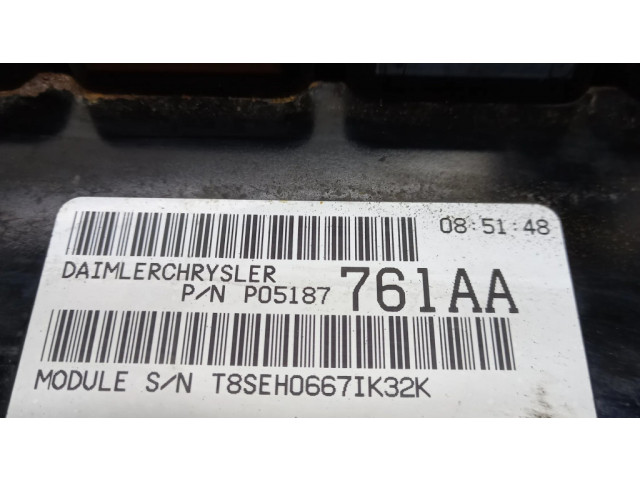 08:51:48
DAIMLERCHRYSLER
P/N P05187 761AA
MODULE S/N T8SEH0667IK32K